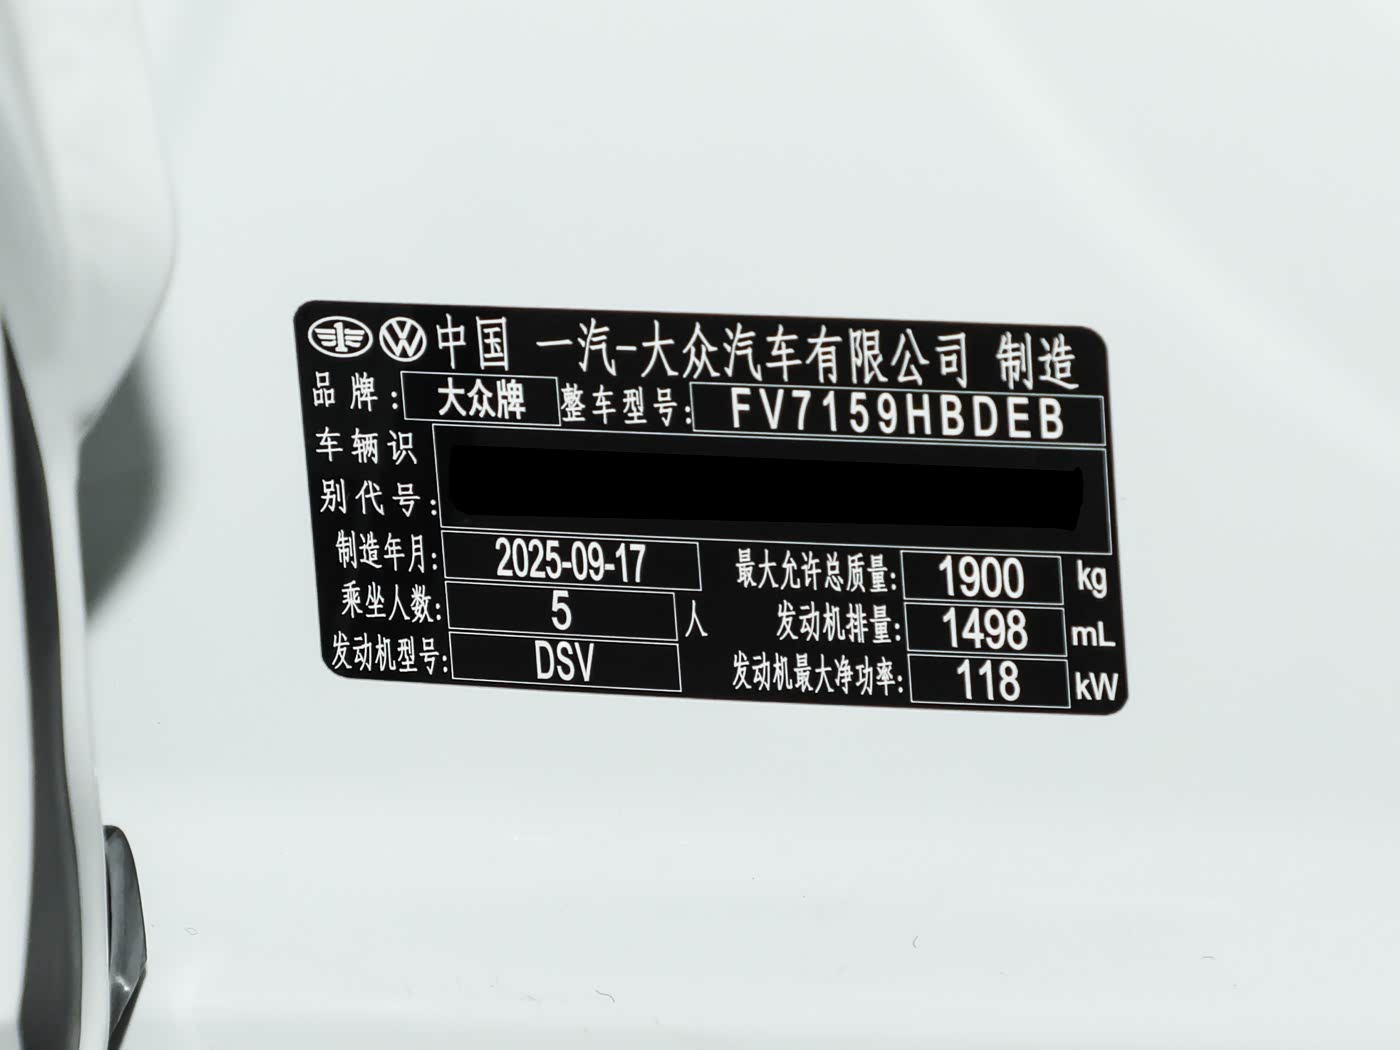 中国 一汽-大众汽车有限公司 制造
品牌: 大众牌 整车型号: FV7159HBDEB
车辆识
别代号:
制造年月: 2025-09-17 最大允许总质量: 1900 kg
乘坐人数: 5 人 发动机排量: 1498 mL
发动机型号: DSV 发动机最大净功率: 118 kW